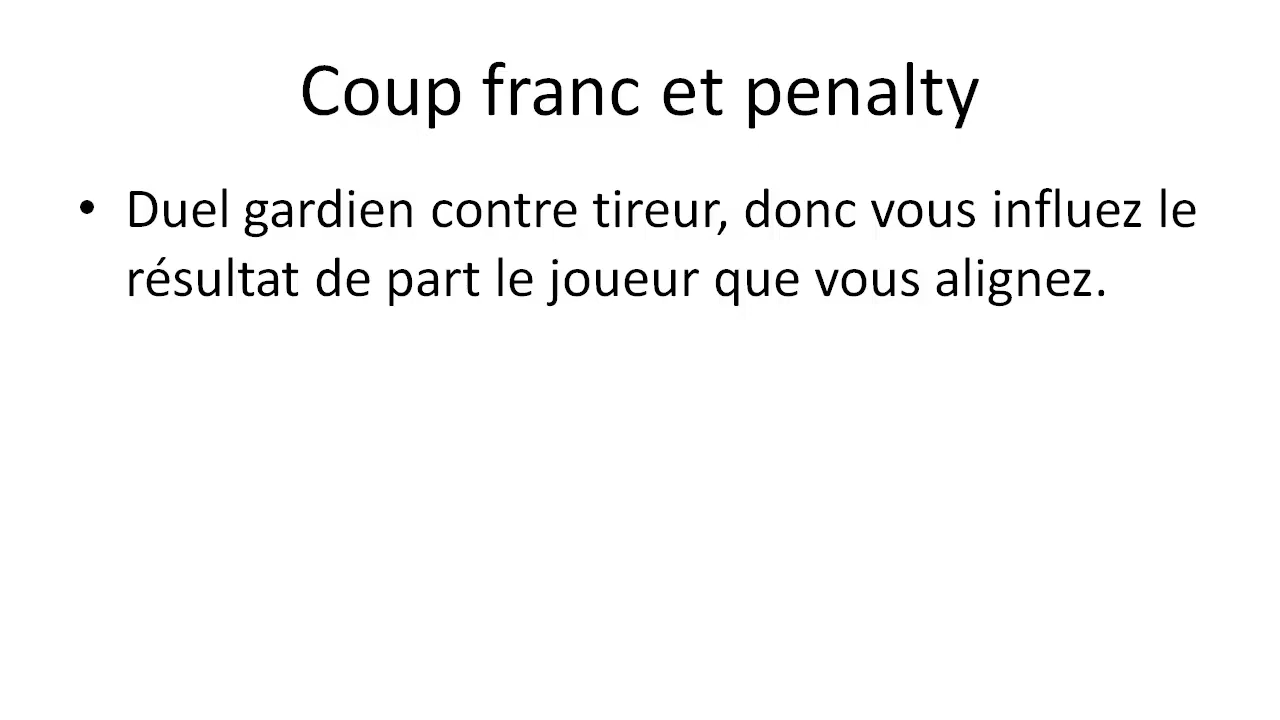 Coup franc et penalty
• Duel gardien contre tireur, donc vous influez le
résultat de part le joueur que vous alignez.